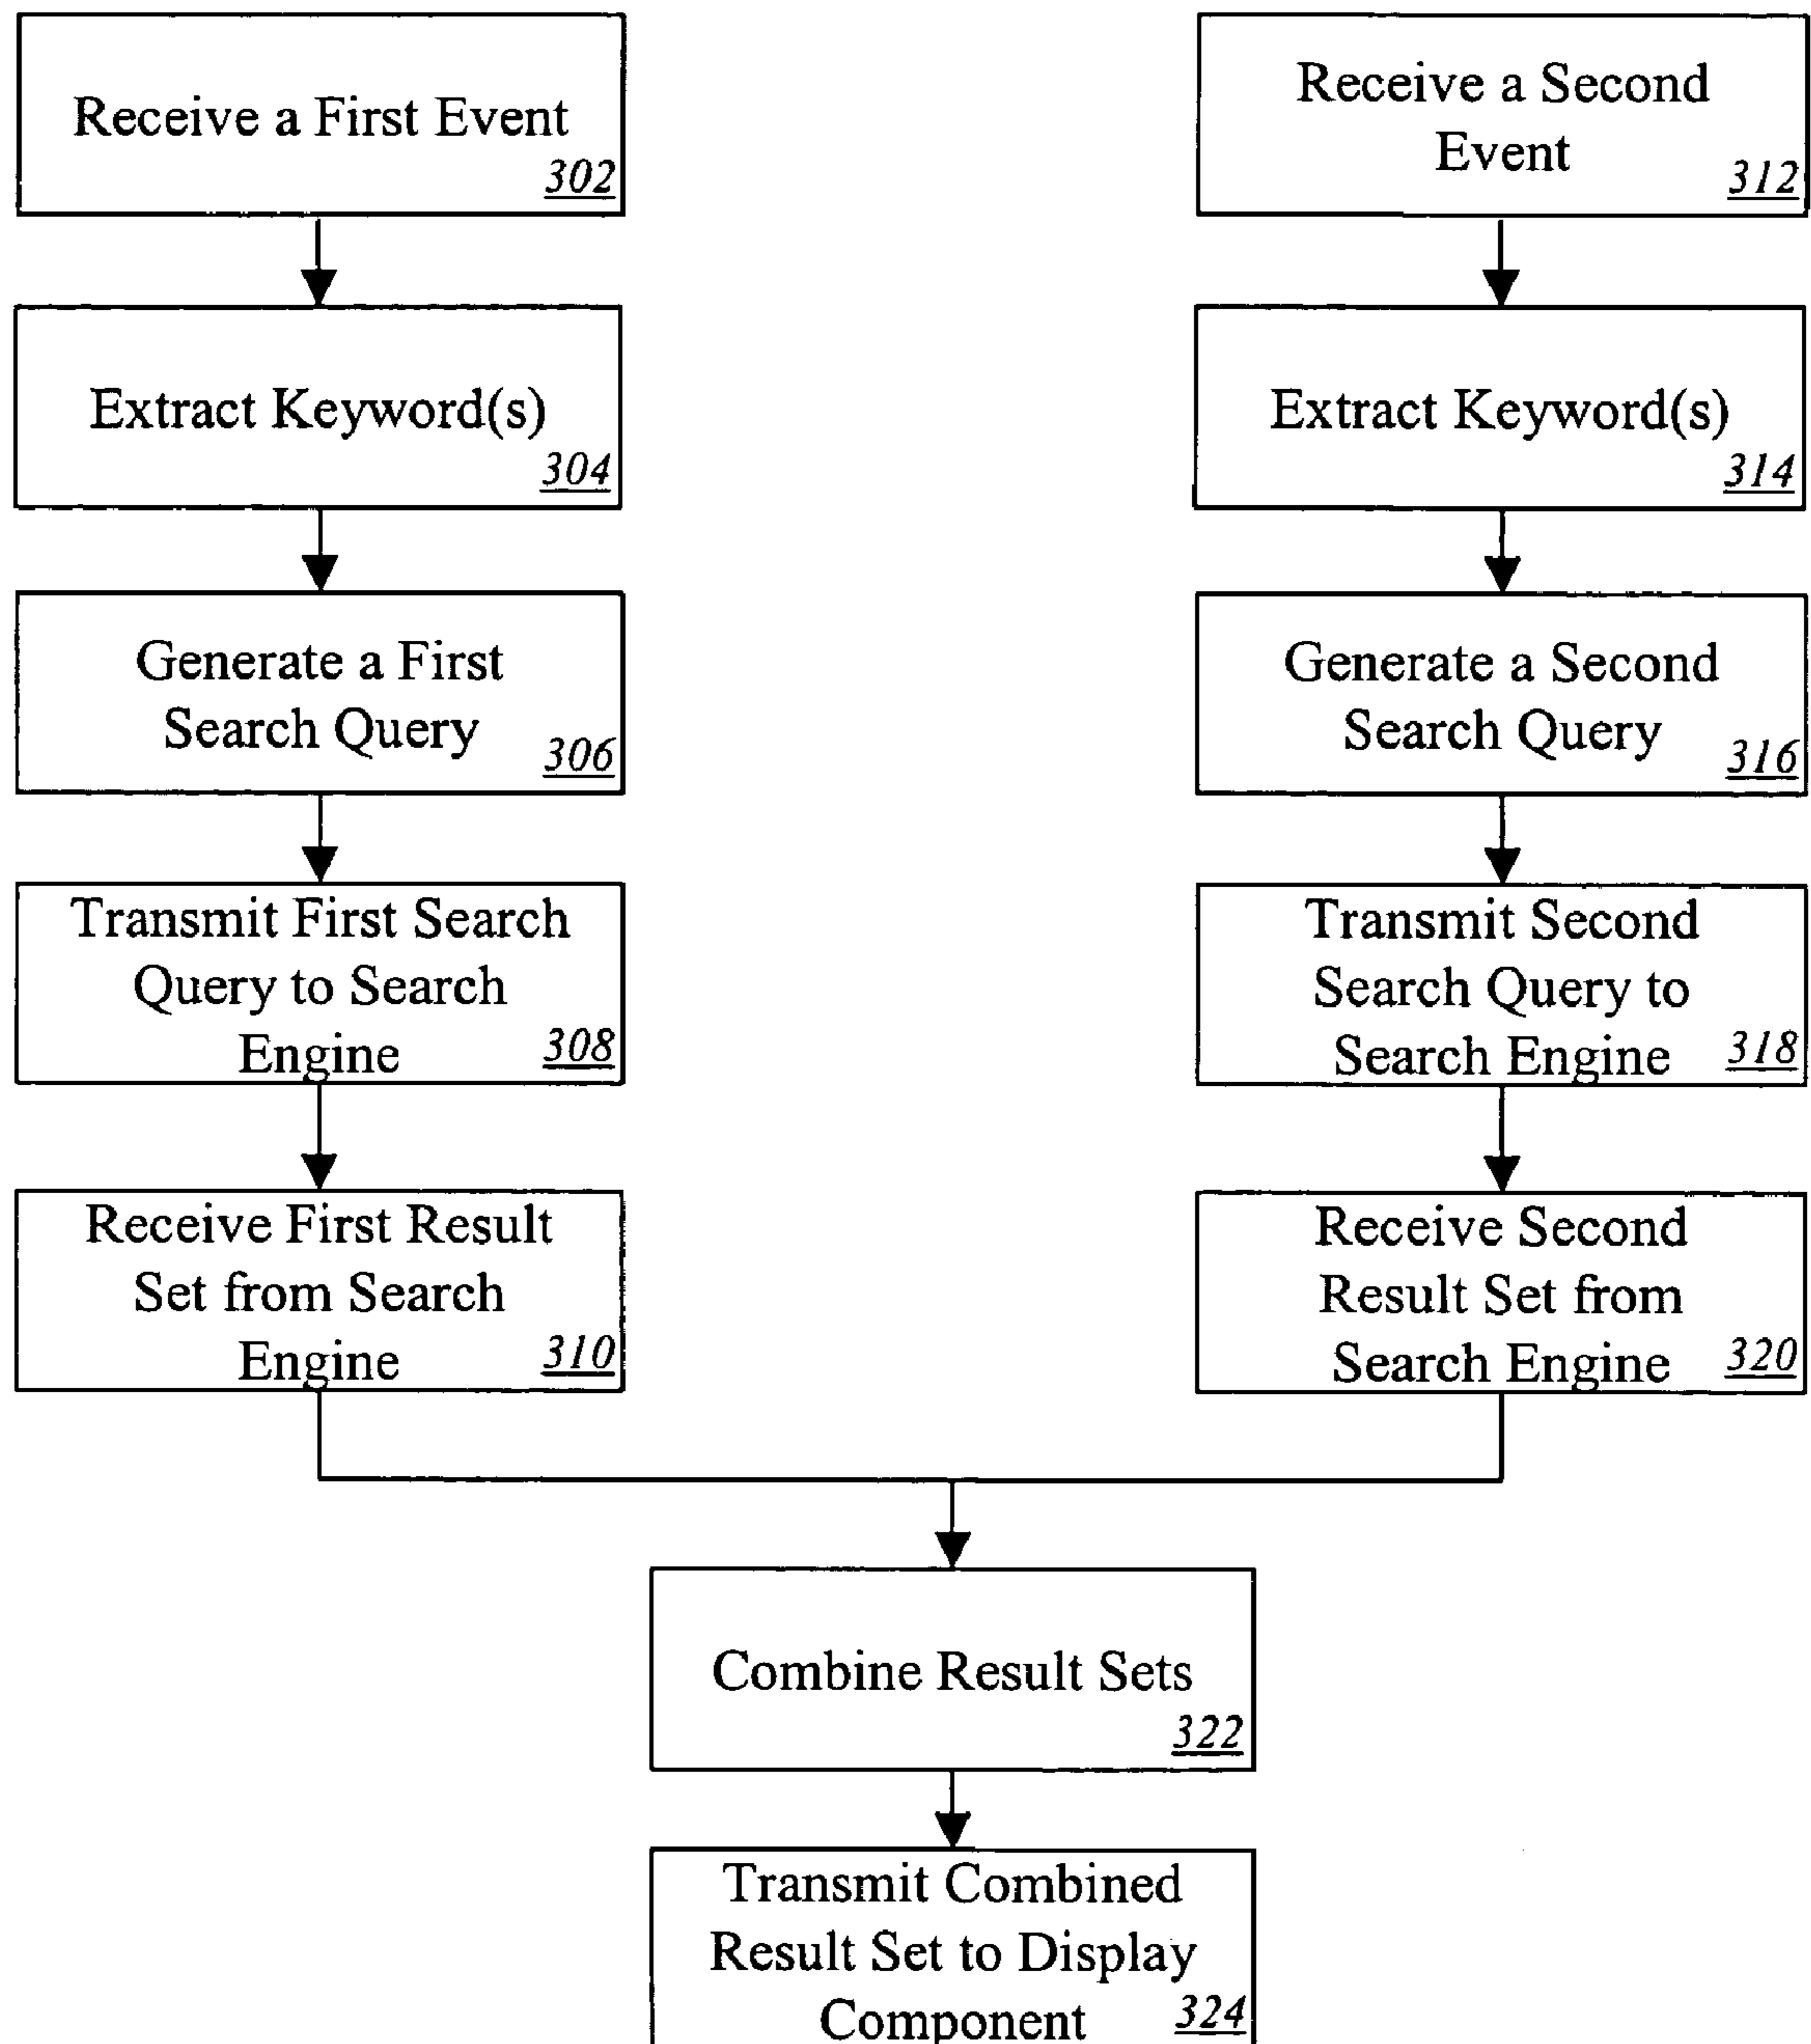 Receive a First Event
302
Extract Keyword(s)
304
Generate a First
Search Query
306
Transmit First Search
Query to Search
Engine
308
Receive First Result
Set from Search
Engine
310
Receive a Second
Event
312
Extract Keyword(s)
314
Generate a Second
Search Query
316
Transmit Second
Search Query to
Search Engine
318
Receive Second
Result Set from
Search Engine
320
Combine Result Sets
322
Transmit Combined
Result Set to Display
Component
324